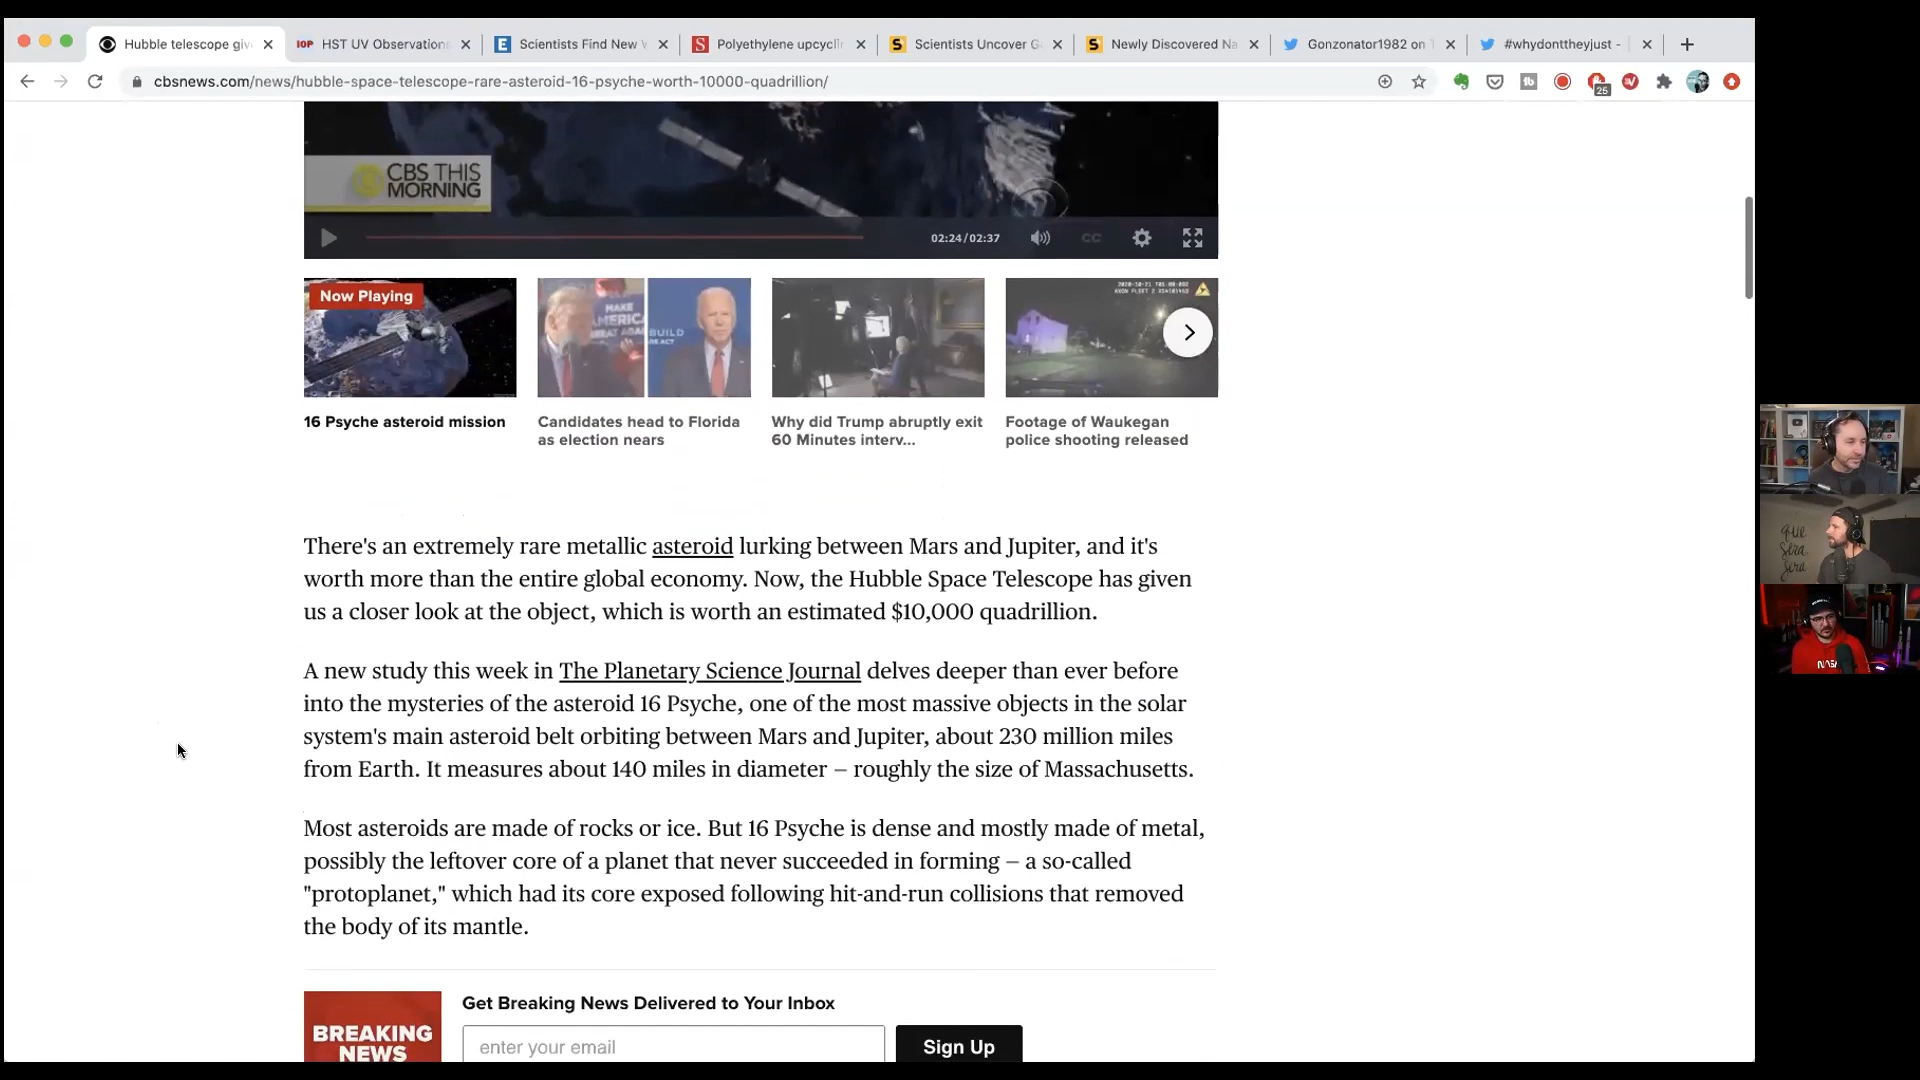 Hubble telescope giv
HST UV Observation
Scientists Find New
Polyethylene upcycli
Scientists Uncover G
Newly Discovered Na
Gonzonator1982 on
#whydonttheyjust -
cbsnews.com/news/hubble-space-telescope-rare-asteroid-16-psyche-worth-10000-quadrillion/
25
CBS THIS
MORNING
02:24/02:37
CC
Now Playing
MAKE
AMERICA
GREAT AGAI
BUILD
16 Psyche asteroid mission
Candidates head to Florida
as election nears
Why did Trump abruptly exit
60 Minutes interv...
Footage of Waukegan
police shooting released
There's an extremely rare metallic asteroid lurking between Mars and Jupiter, and it's
worth more than the entire global economy. Now, the Hubble Space Telescope has given
us a closer look at the object, which is worth an estimated $10,000 quadrillion.
A new study this week in The Planetary Science Journal delves deeper than ever before
into the mysteries of the asteroid 16 Psyche, one of the most massive objects in the solar
system's main asteroid belt orbiting between Mars and Jupiter, about 230 million miles
from Earth. It measures about 140 miles in diameter – roughly the size of Massachusetts.
Most asteroids are made of rocks or ice. But 16 Psyche is dense and mostly made of metal,
possibly the leftover core of a planet that never succeeded in forming – a so-called
"protoplanet," which had its core exposed following hit-and-run collisions that removed
the body of its mantle.
BREAKING
NEWS
Get Breaking News Delivered to Your Inbox
enter your email
Sign Up
que
sera,
sera